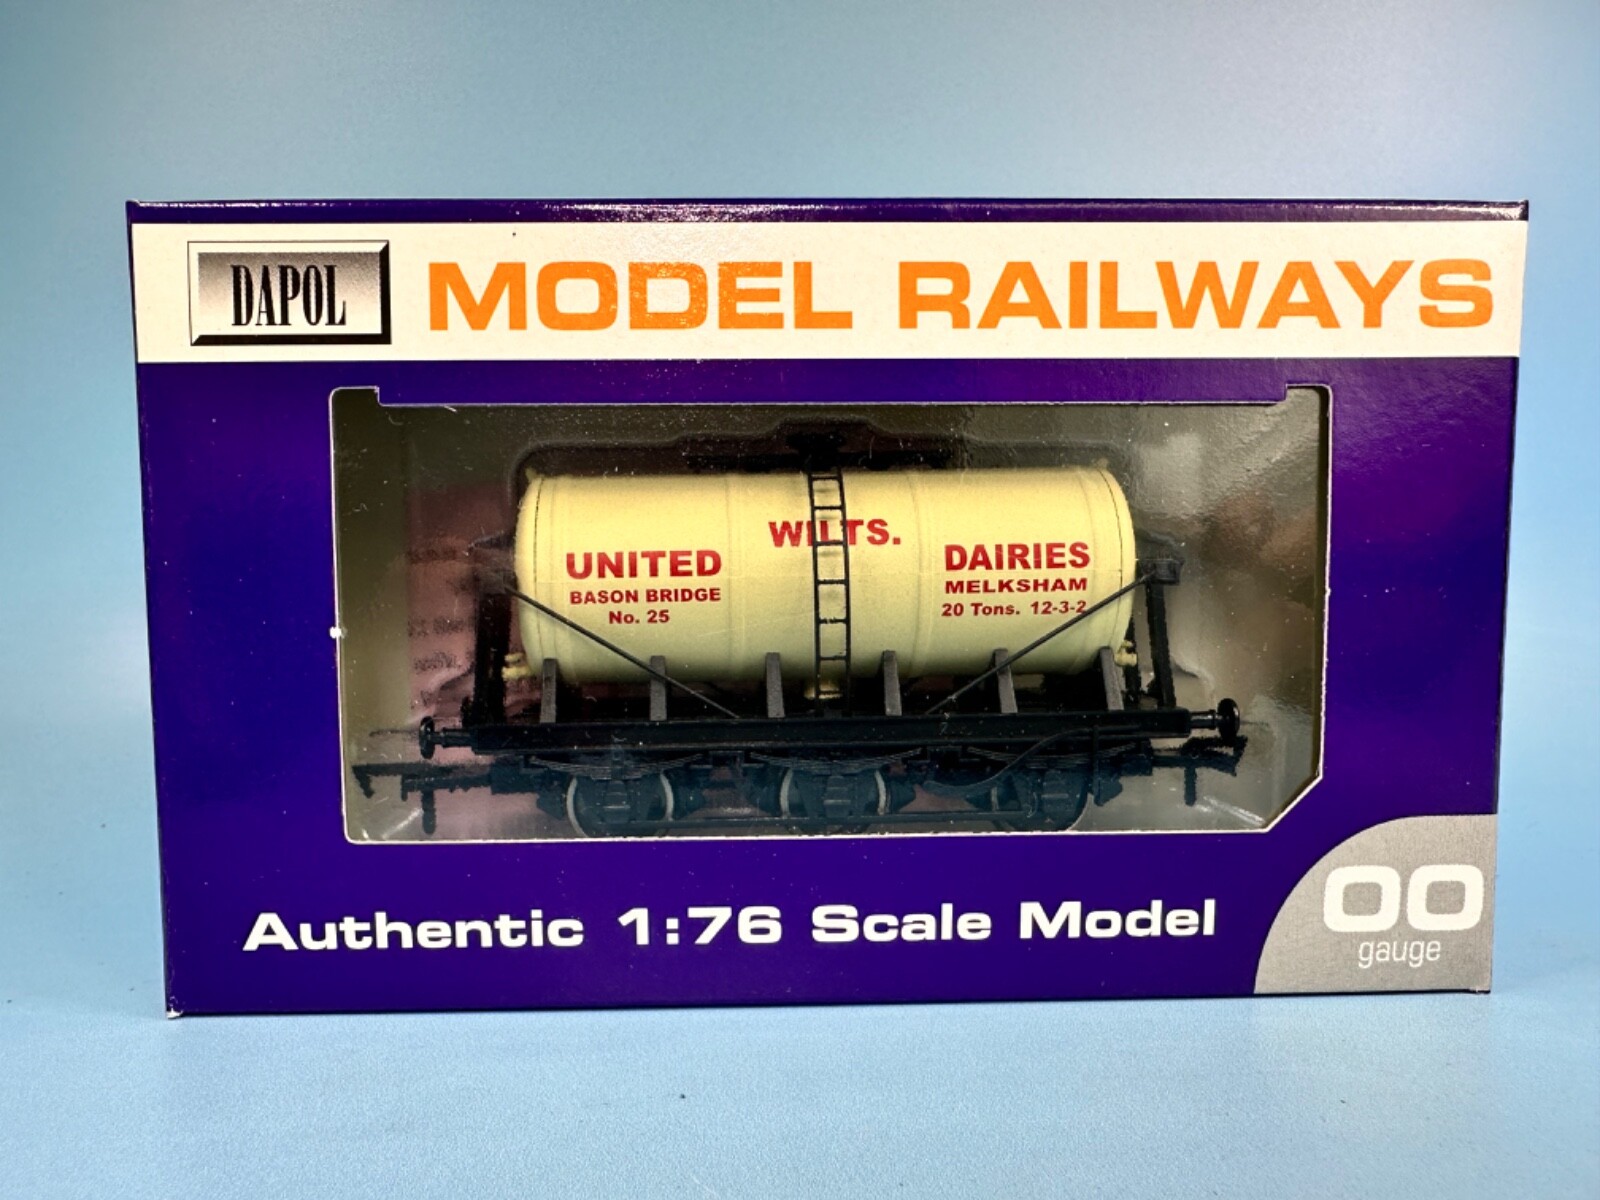 DAPOL
MODEL RAILWAYS
WILTS.
UNITED
BASON BRIDGE
No. 25
DAIRIES
MELKSHAM
20 Tons. 12-3-2
Authentic 1:76 Scale Model
OO
gauge